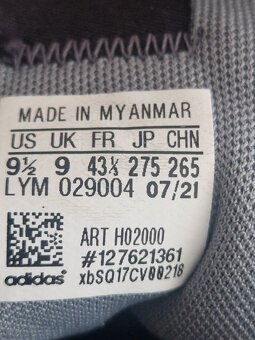 MADE IN MYANMAR
US UK FR JP CHN
9½ 9 43⅓ 275 265
LYM 029004 07/21
ART H02000
#127621361
adidas xbSQ17CV00218